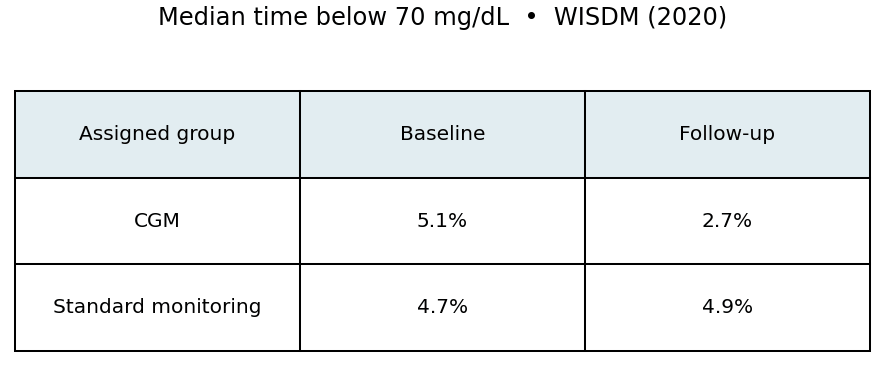 Median time below 70 mg/dL • WISDM (2020)
Assigned group Baseline Follow-up
CGM 5.1% 2.7%
Standard monitoring 4.7% 4.9%